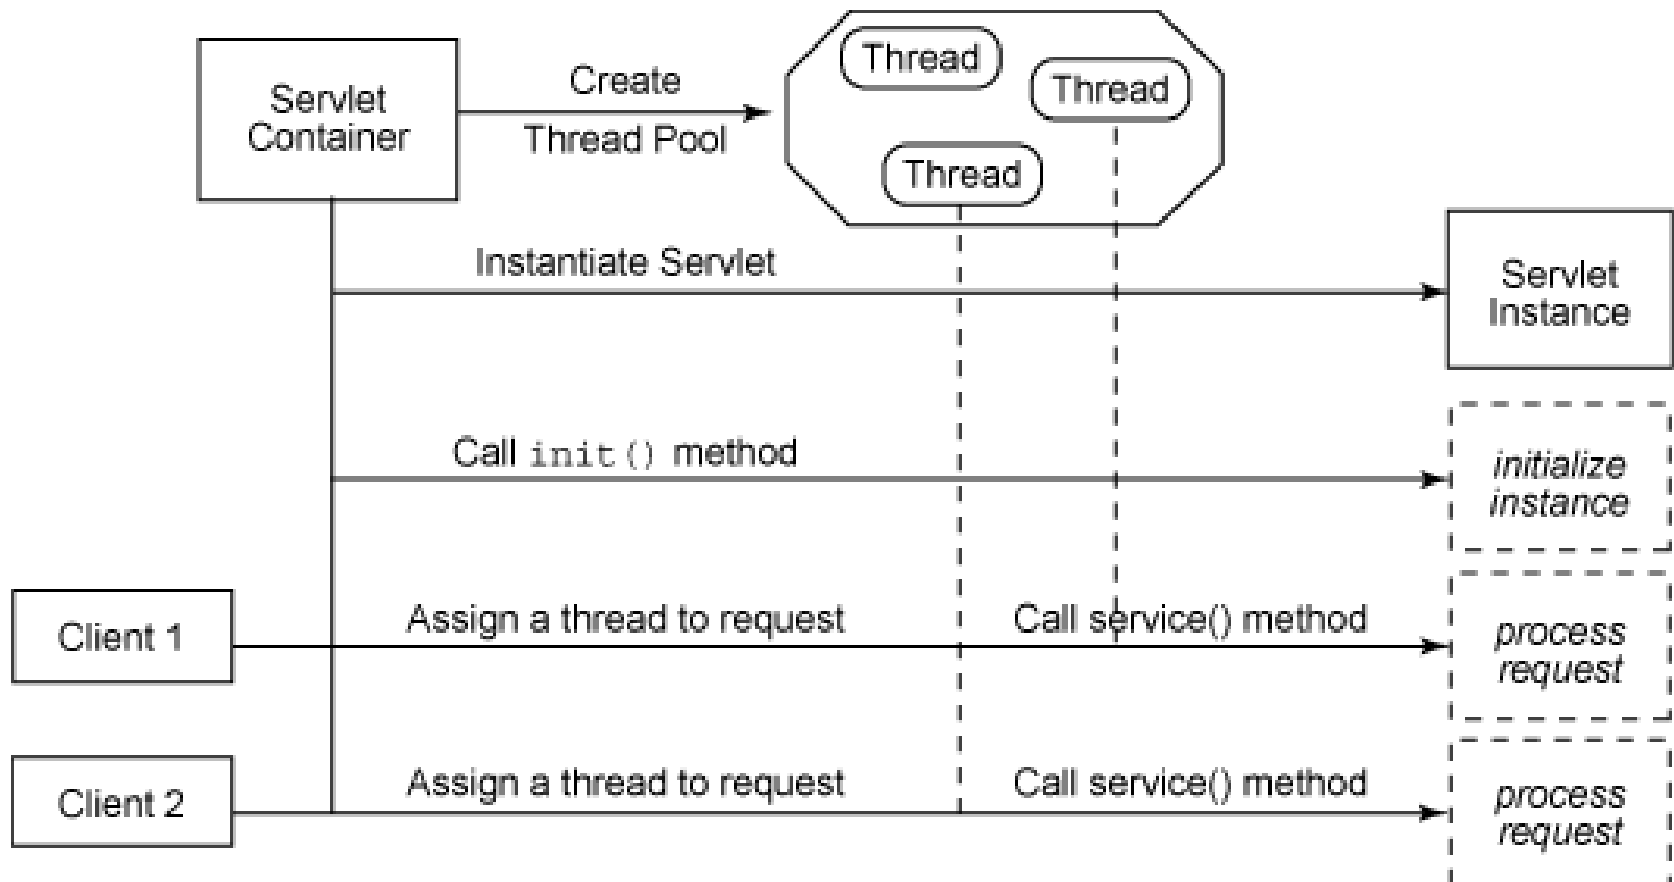 Thread
Servlet
Container
Create
Thread Pool
Thread
Thread
Instantiate Servlet
Servlet
Instance
Call init() method
initialize
instance
Client 1
Assign a thread to request
Call service() method
process
request
Client 2
Assign a thread to request
Call service() method
process
request